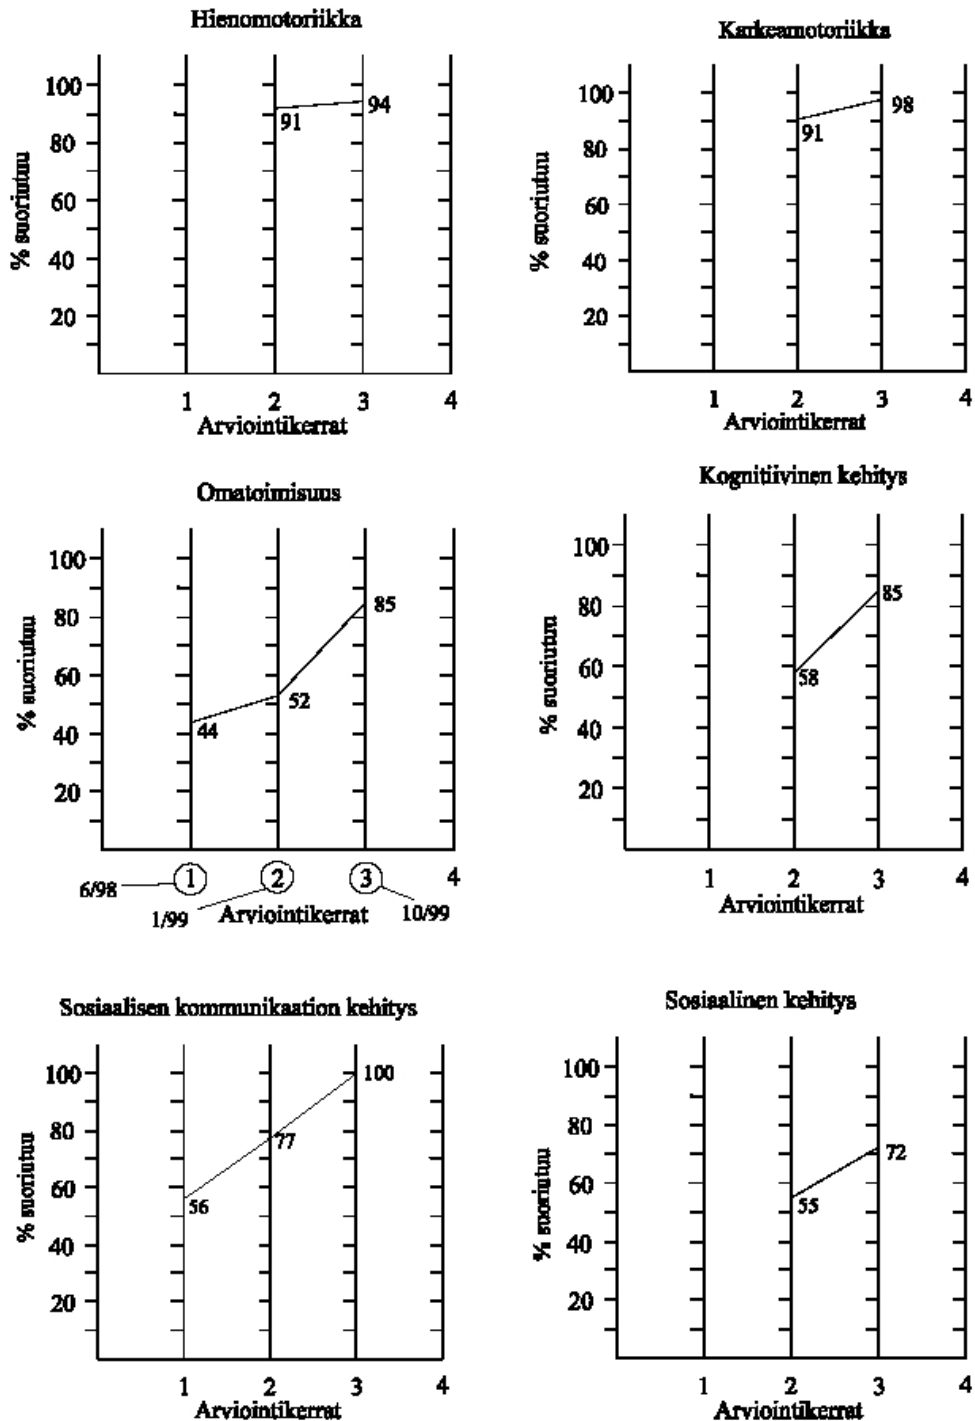 Hienomotoriikka
100
80
60
40
20
% suoriutuu
91
94
1 2 3 4
Arviointikerrat
Karkeamotoriikka
100
80
60
40
20
% suoriutuu
91
98
1 2 3 4
Arviointikerrat
Omatoimisuus
100
80
60
40
20
% suoriutuu
44
52
85
1 2 3 4
6/98
1/99
10/99
Arviointikerrat
Kognitiivinen kehitys
100
80
60
40
20
% suoriutuu
58
85
1 2 3 4
Arviointikerrat
Sosiaalisen kommunikaation kehitys
100
80
60
40
20
% suoriutuu
56
77
100
1 2 3 4
Arviointikerrat
Sosiaalinen kehitys
100
80
60
40
20
% suoriutuu
55
72
1 2 3 4
Arviointikerrat